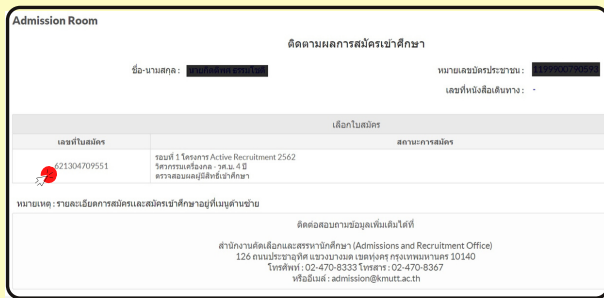 Admission Room
ติดตามผลการสมัครเข้าศึกษา
ชื่อ-นามสกุล :
หมายเลขบัตรประชาชน :
เลขที่หนังสือเดินทาง : -
เลือกใบสมัคร
เลขที่ใบสมัคร สถานะการสมัคร
621304709551
รอบที่ 1 โครงการ Active Recruitment 2562
วิศวกรรมเครื่องกล - วศ.บ. 4 ปี
ตรวจสอบผลผู้มีสิทธิ์เข้าศึกษา
หมายเหตุ : รายละเอียดการสมัครและสมัครเข้าศึกษาอยู่ที่เมนูด้านซ้าย
ติดต่อสอบถามข้อมูลเพิ่มเติมได้ที่
สำนักงานคัดเลือกและสรรหานักศึกษา (Admissions and Recruitment Office)
126 ถนนประชาอุทิศ แขวงบางมด เขตทุ่งครุ กรุงเทพมหานคร 10140
โทรศัพท์ : 02-470-8333 โทรสาร : 02-470-8367
หรืออีเมล์ : admission@kmutt.ac.th